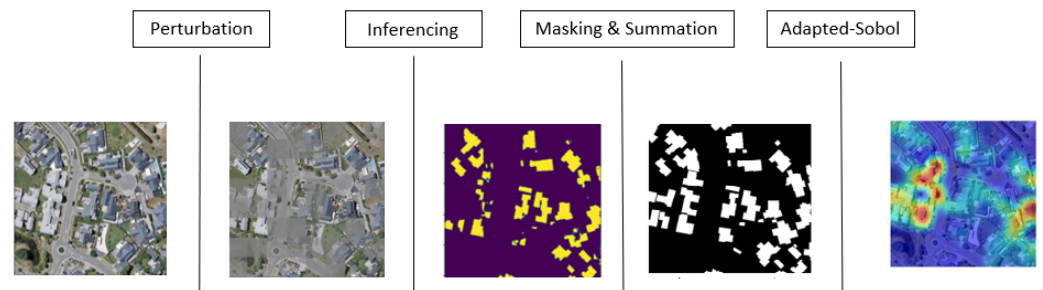 Perturbation
Inferencing
Masking & Summation
Adapted-Sobol